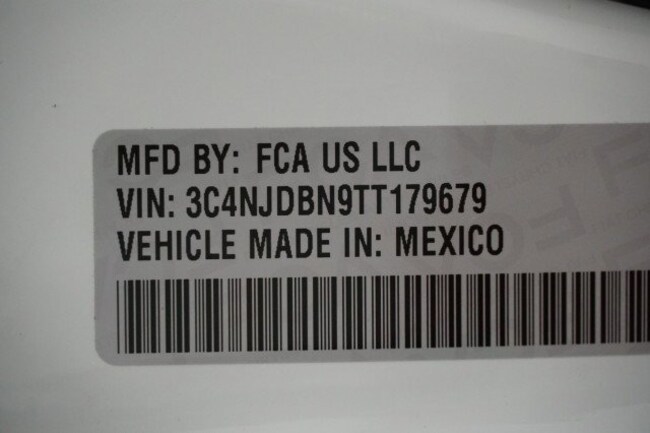 MFD BY: FCA US LLC
VIN: 3C4NJDBN9TT179679
VEHICLE MADE IN: MEXICO